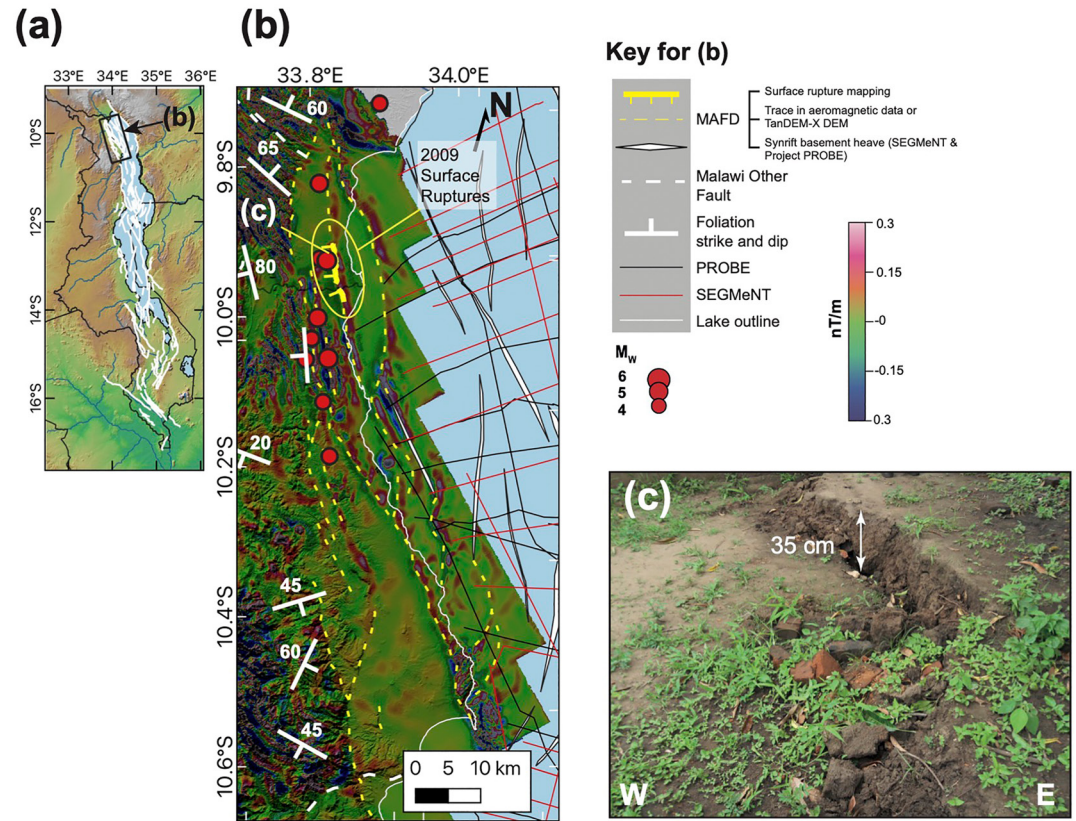 (a)
33°E 34°E 35°E 36°E
10°S
12°S
14°S
16°S
(b)
(b)
33.8°E 34.0°E
9.8°S
10.0°S
10.2°S
10.4°S
10.6°S
60
65
80
20
45
60
45
N
2009
Surface
Ruptures
(c)
0 5 10 km
Key for (b)
MAFD
Surface rupture mapping
Trace in aeromagnetic data or
TanDEM-X DEM
Synrift basement heave (SEGMeNT &
Project PROBE)
Malawi Other
Fault
Foliation
strike and dip
PROBE
SEGMeNT
Lake outline
Mw
6
5
4
nT/m
0.3
0.15
-0
-0.15
0.3
(c)
35 cm
W E